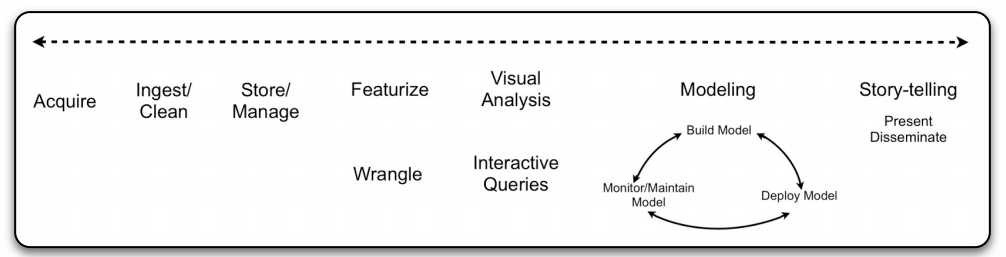 Acquire
Ingest/
Clean
Store/
Manage
Featurize
Wrangle
Visual
Analysis
Interactive
Queries
Modeling
Build Model
Monitor/Maintain
Model
Deploy Model
Story-telling
Present
Disseminate